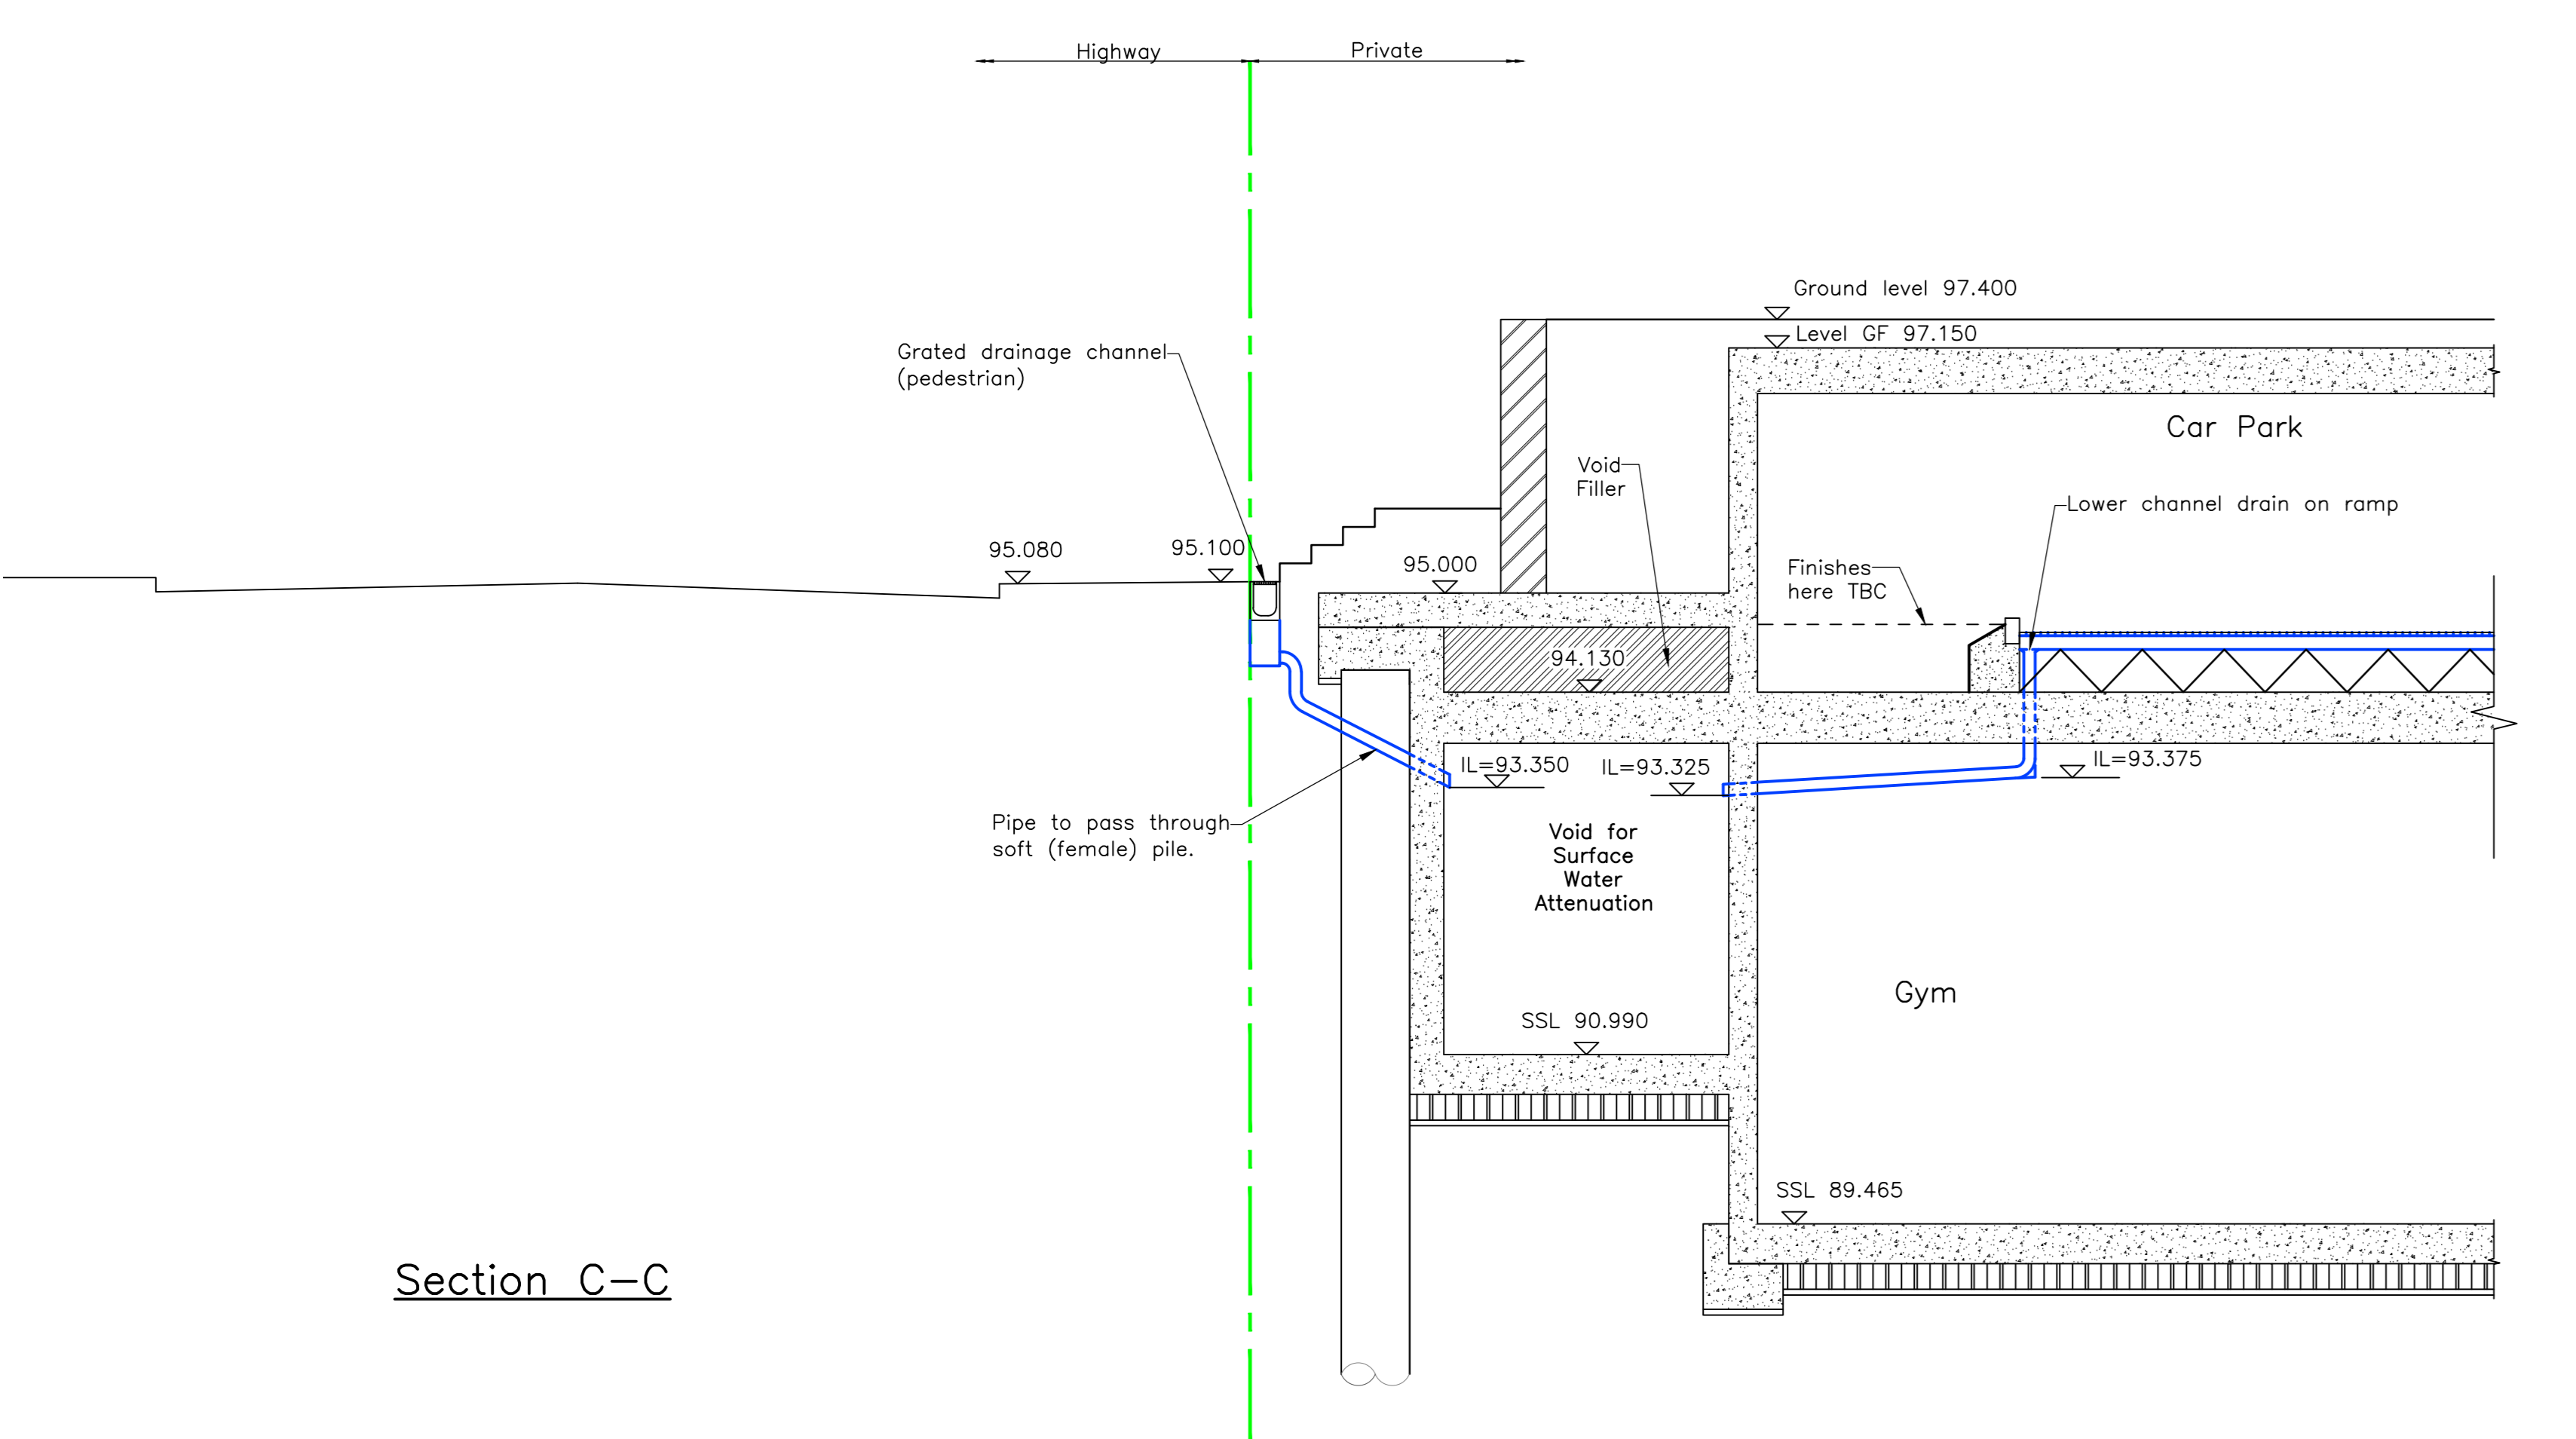 Highway
Private
Ground level 97.400
Level GF 97.150
Grated drainage channel
(pedestrian)
Car Park
Void
Filler
Lower channel drain on ramp
95.080
95.100
95.000
Finishes
here TBC
94.130
IL=93.350
IL=93.325
IL=93.375
Pipe to pass through
soft (female) pile.
Void for
Surface
Water
Attenuation
Gym
SSL 90.990
SSL 89.465
Section C-C